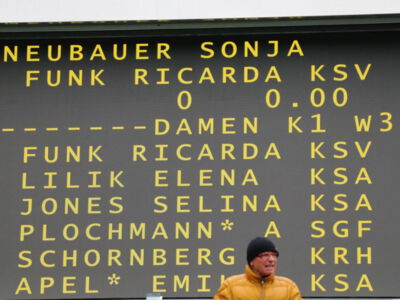 NEUBAUER SONJA
FUNK RICARDA KSV
0 0.00
-------DAMEN K1 W3
FUNK RICARDA KSV
LILIK ELENA KSA
JONES SELINA KSA
PLOCHMANN* A SGF
SCHORNBERG KRH
APEL* KSA